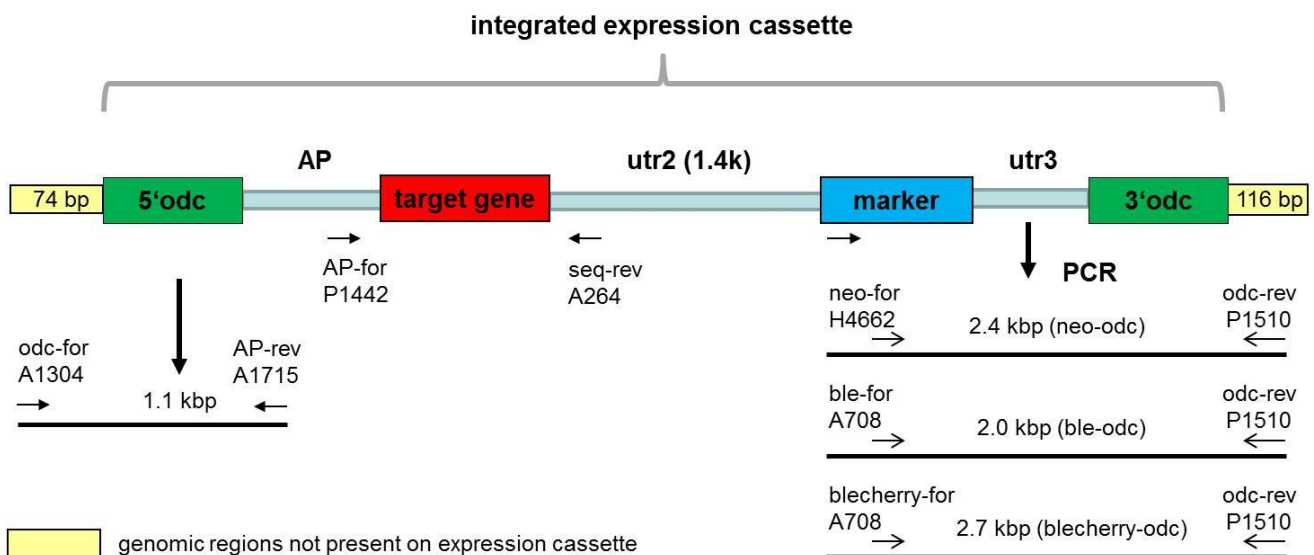 integrated expression cassette
AP
utr2 (1.4k)
utr3
74 bp
5‘odc
target gene
marker
3‘odc
116 bp
AP-for
P1442
seq-rev
A264
PCR
neo-for
H4662
2.4 kbp (neo-odc)
odc-rev
P1510
odc-for
A1304
1.1 kbp
AP-rev
A1715
ble-for
A708
2.0 kbp (ble-odc)
odc-rev
P1510
blecherry-for
A708
2.7 kbp (blecherry-odc)
odc-rev
P1510
genomic regions not present on expression cassette